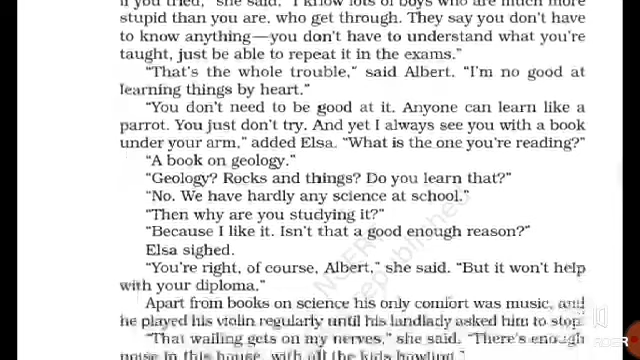 if you tried," she said. "I know lots of boys who are much more
stupid than you are, who get through. They say you don't have
to know anything—you don't have to understand what you're
taught, just be able to repeat it in the exams."
"That's the whole trouble," said Albert. "I'm no good at
learning things by heart."
"You don't need to be good at it. Anyone can learn like a
parrot. You just don't try. And yet I always see you with a book
under your arm," added Elsa. "What is the one you're reading?"
"A book on geology."
"Geology? Rocks and things? Do you learn that?"
"No. We have hardly any science at school."
"Then why are you studying it?"
"Because I like it. Isn't that a good enough reason?"
Elsa sighed.
"You're right, of course, Albert," she said. "But it won't help
with your diploma."
Apart from books on science his only comfort was music, and
he played his violin regularly until his landlady asked him to stop
"That wailing gets on my nerves," she said. "There's enough
noise in this house, with all the kids howling